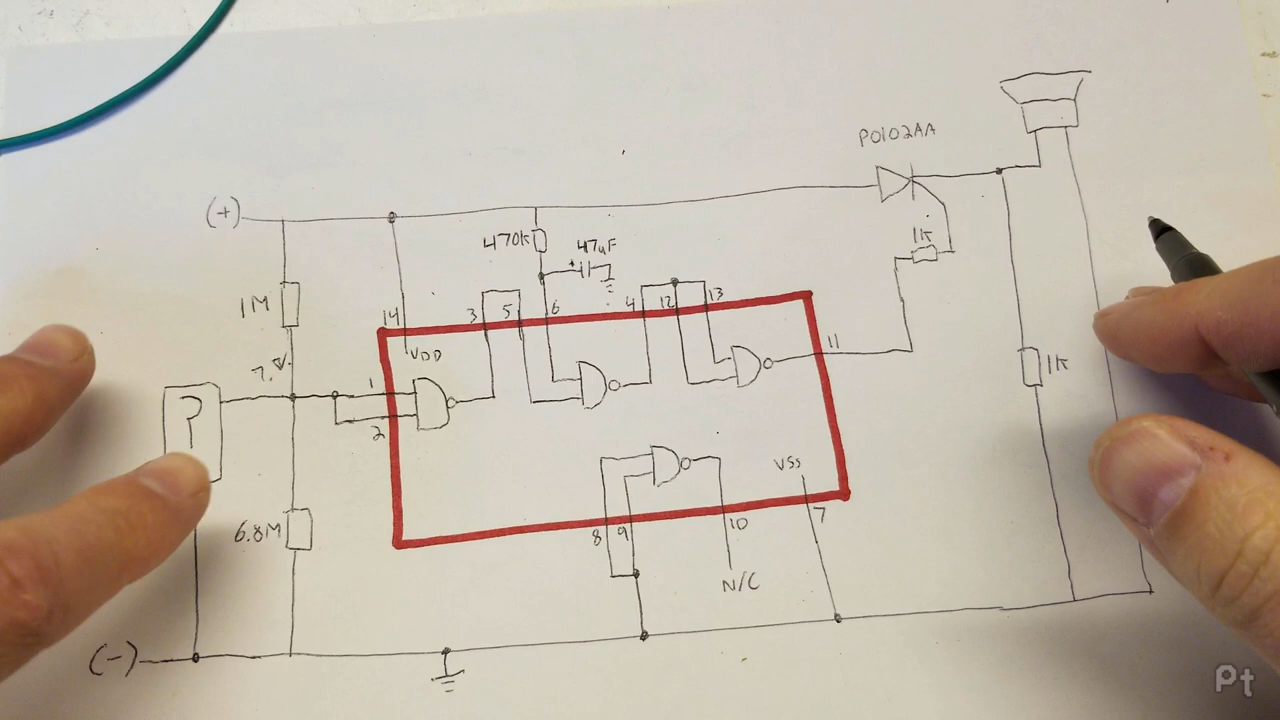 P0102AA
(+)
470K
47uF
+
1K
1M
14
3
5
6
4
12
13
VDD
11
?
1
2
1K
6.8M
VSS
8
9
10
7
N/C
(-)
Pt